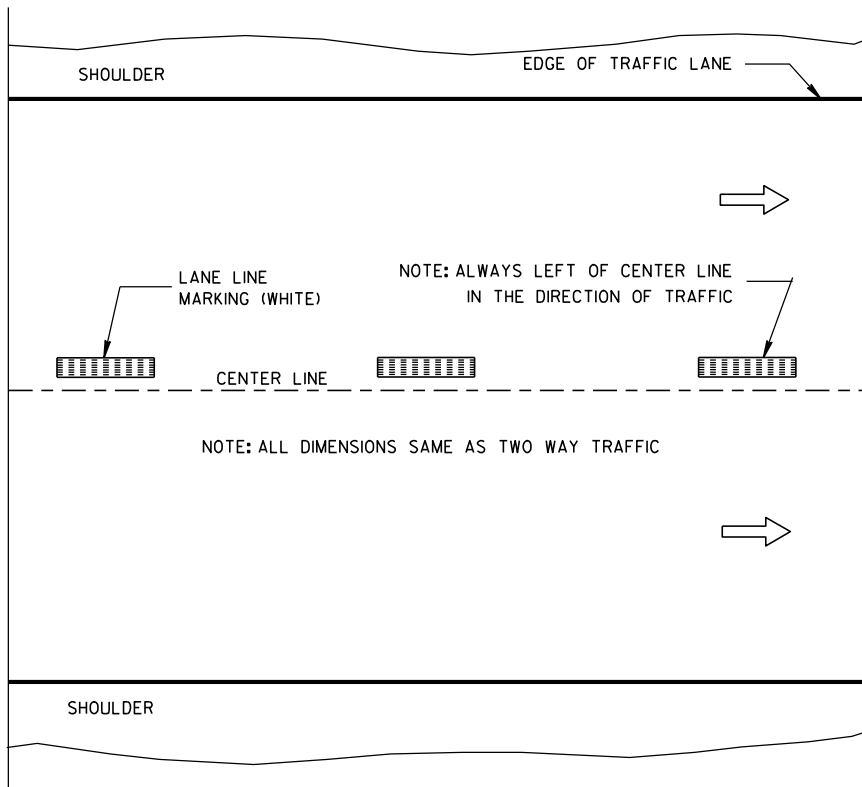 SHOULDER
EDGE OF TRAFFIC LANE
LANE LINE
MARKING (WHITE)
NOTE: ALWAYS LEFT OF CENTER LINE
IN THE DIRECTION OF TRAFFIC
CENTER LINE
NOTE: ALL DIMENSIONS SAME AS TWO WAY TRAFFIC
SHOULDER